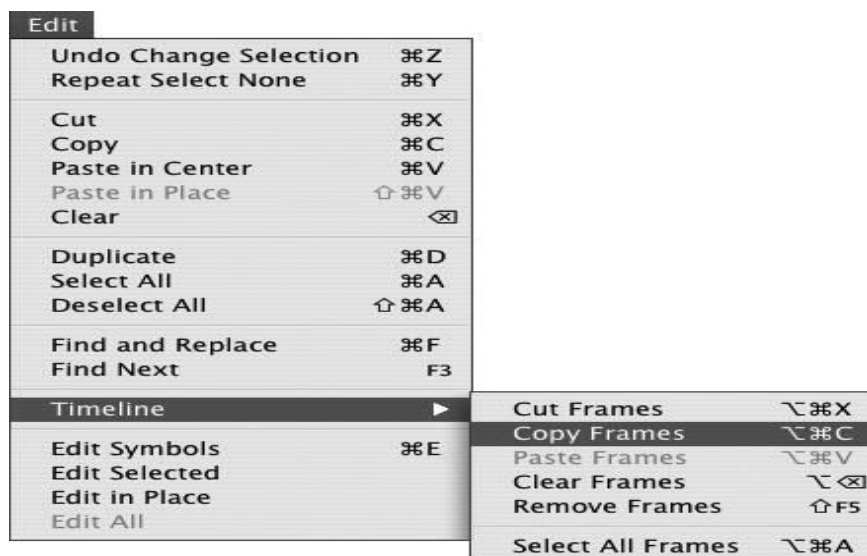 Edit
Undo Change Selection ⌘Z
Repeat Select None ⌘Y
Cut ⌘X
Copy ⌘C
Paste in Center ⌘V
Paste in Place ⇧⌘V
Clear ⌫
Duplicate ⌘D
Select All ⌘A
Deselect All ⇧⌘A
Find and Replace ⌘F
Find Next F3
Timeline ▶
Cut Frames ⌥⌘X
Copy Frames ⌥⌘C
Paste Frames ⌥⌘V
Clear Frames ⌥⌫
Remove Frames ⇧F5
Select All Frames ⌥⌘A
Edit Symbols ⌘E
Edit Selected
Edit in Place
Edit All